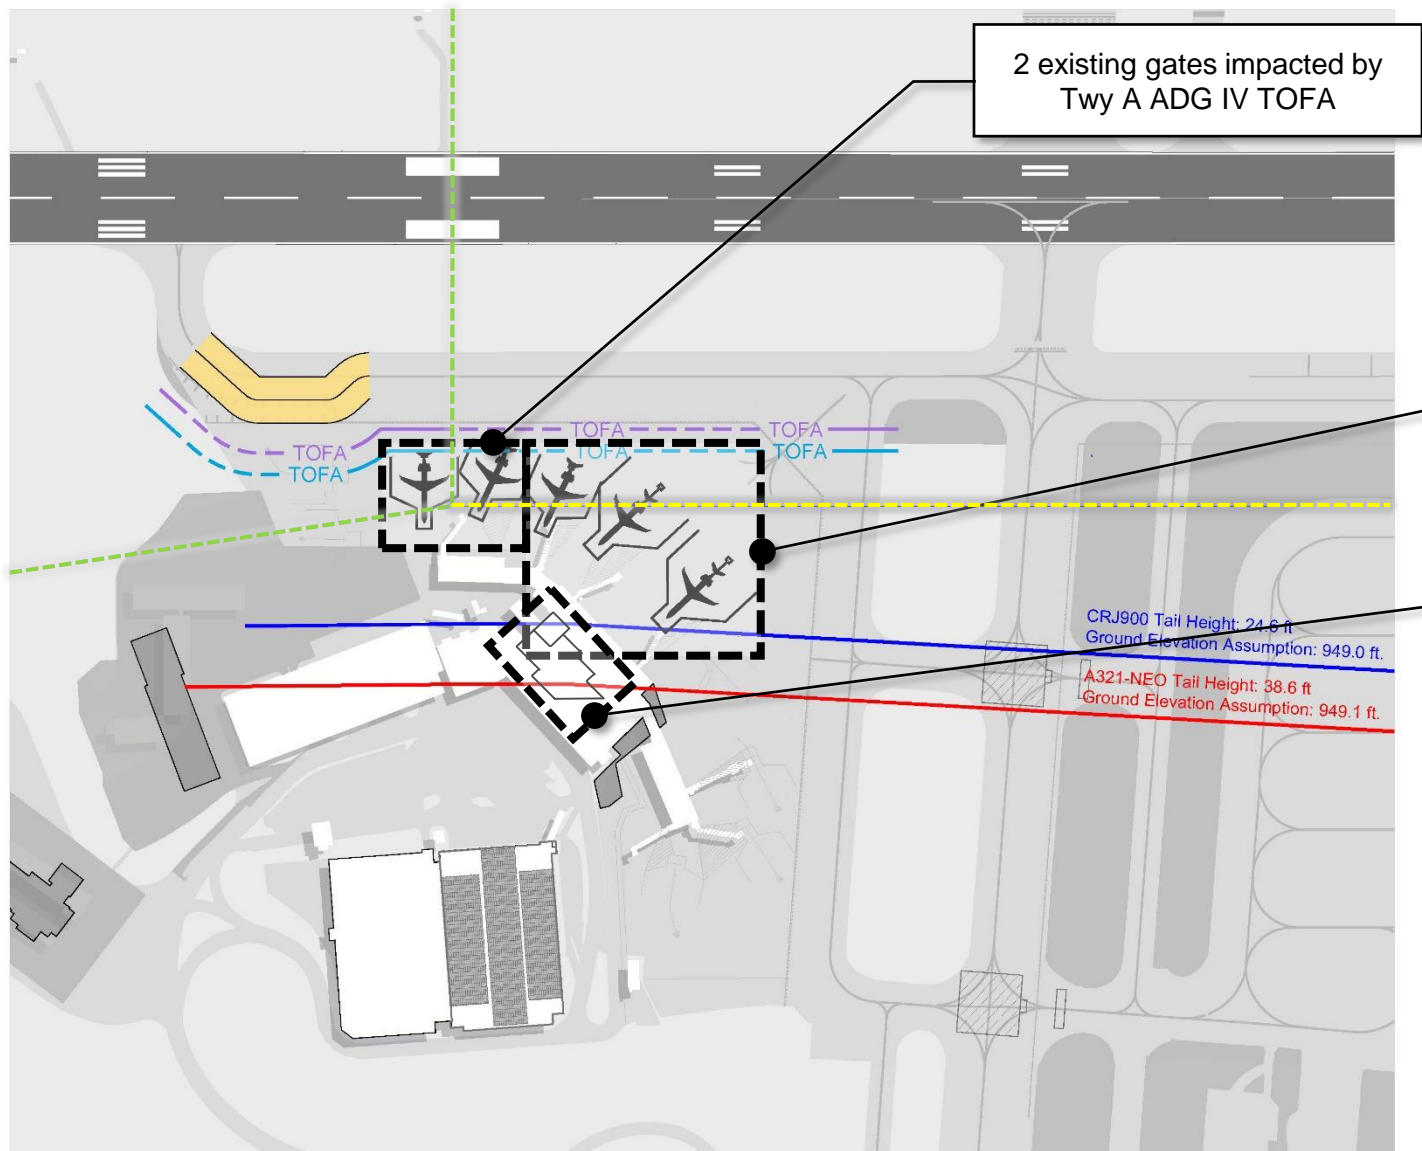 2 existing gates impacted by
Twy A ADG IV TOFA
TOFA TOFA
TOFA
TOFA TOFA
TOFA
CRJ900 Tail Height: 24.6 ft
Ground Elevation Assumption: 949.0 ft.
A321-NEO Tail Height: 38.6 ft
Ground Elevation Assumption: 949.1 ft.